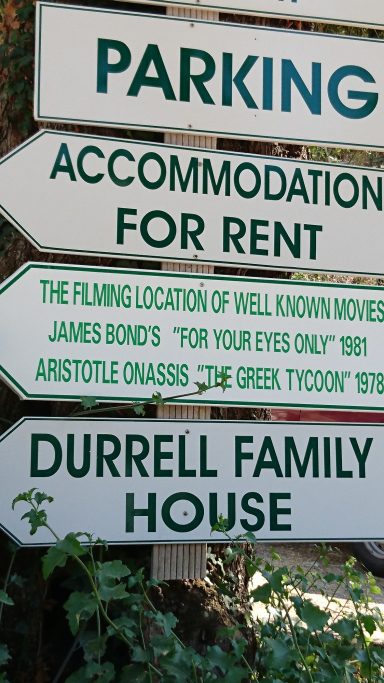 PARKING
ACCOMMODATION
FOR RENT
THE FILMING LOCATION OF WELL KNOWN MOVIES
JAMES BOND'S "FOR YOUR EYES ONLY" 1981
ARISTOTLE ONASSIS "THE GREEK TYCOON" 1978
DURRELL FAMILY
HOUSE